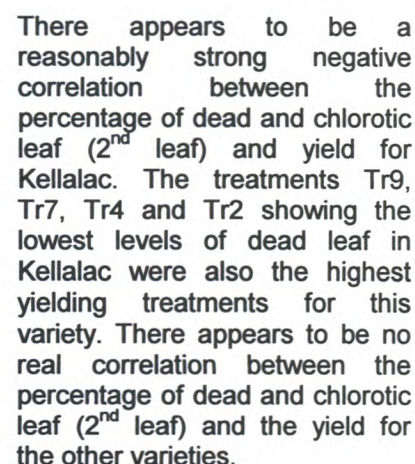 There appears to be a
reasonably strong negative
correlation between the
percentage of dead and chlorotic
leaf (2nd leaf) and yield for
Kellalac. The treatments Tr9,
Tr7, Tr4 and Tr2 showing the
lowest levels of dead leaf in
Kellalac were also the highest
yielding treatments for this
variety. There appears to be no
real correlation between the
percentage of dead and chlorotic
leaf (2nd leaf) and the yield for
the other varieties.